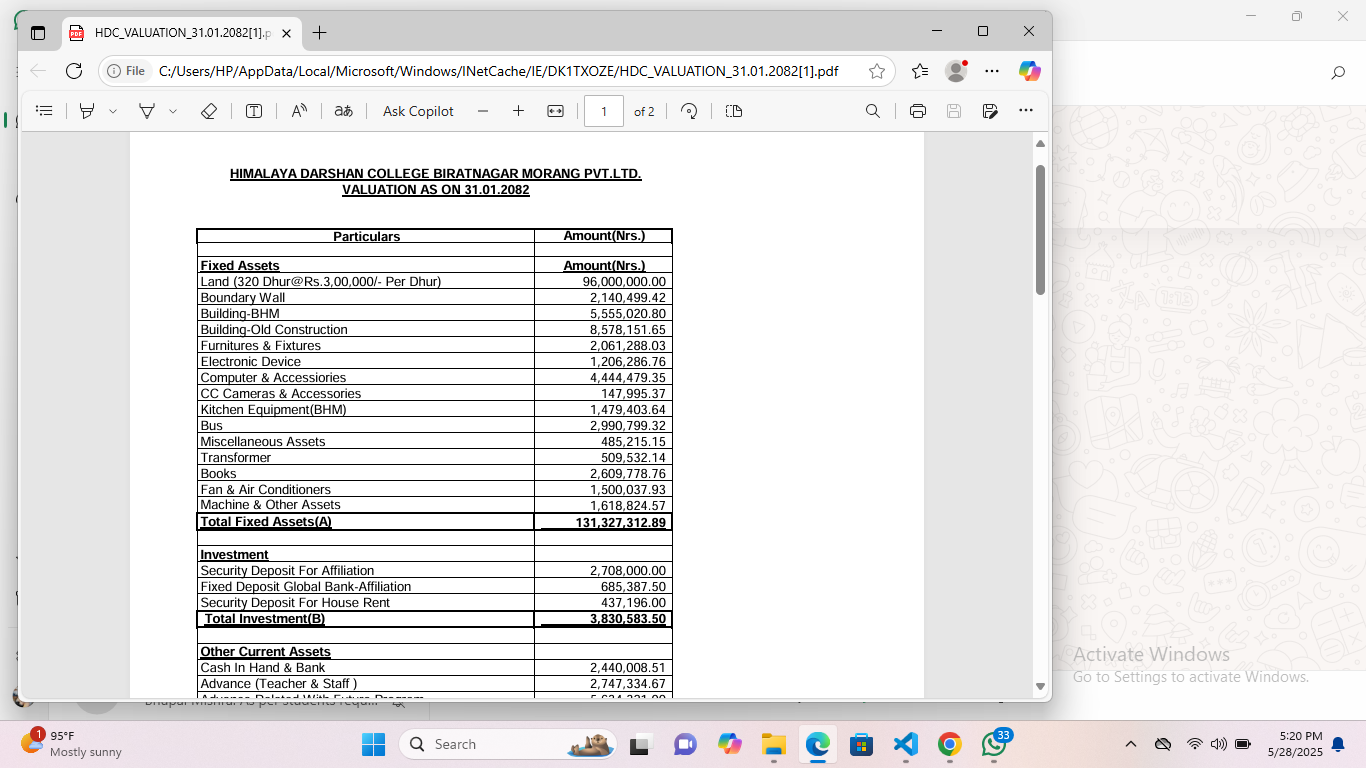 HDC_VALUATION_31.01.2082[1].p
File C:/Users/HP/AppData/Local/Microsoft/Windows/INetCache/IE/DK1TXOZE/HDC_VALUATION_31.01.2082[1].pdf
Ask Copilot 1 of 2
HIMALAYA DARSHAN COLLEGE BIRATNAGAR MORANG PVT.LTD.
VALUATION AS ON 31.01.2082
Particulars Amount(Nrs.)
Fixed Assets Amount(Nrs.)
Land (320 Dhur@Rs.3,00,000/- Per Dhur) 96,000,000.00
Boundary Wall 2,140,499.42
Building-BHM 5,555,020.80
Building-Old Construction 8,578,151.65
Furnitures & Fixtures 2,061,288.03
Electronic Device 1,206,286.76
Computer & Accessiories 4,444,479.35
CC Cameras & Accessories 147,995.37
Kitchen Equipment(BHM) 1,479,403.64
Bus 2,990,799.32
Miscellaneous Assets 485,215.15
Transformer 509,532.14
Books 2,609,778.76
Fan & Air Conditioners 1,500,037.93
Machine & Other Assets 1,618,824.57
Total Fixed Assets(A) 131,327,312.89
Investment
Security Deposit For Affiliation 2,708,000.00
Fixed Deposit Global Bank-Affiliation 685,387.50
Security Deposit For House Rent 437,196.00
Total Investment(B) 3,830,583.50
Other Current Assets
Cash In Hand & Bank 2,440,008.51
Advance (Teacher & Staff ) 2,747,334.67
Activate Windows
Go to Settings to activate Windows.
1 95°F
Mostly sunny
Search
33
5:20 PM
5/28/2025